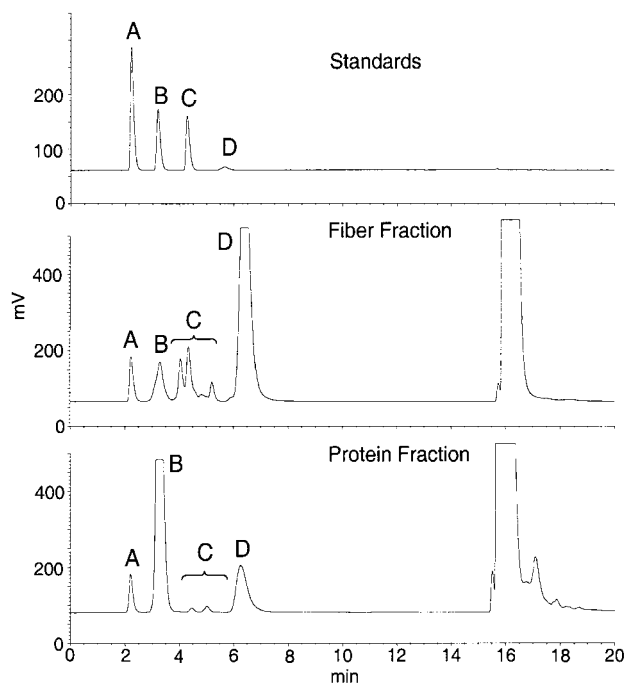 A
Standards
B
C
D
200
100
0
Fiber Fraction
D
400
C
A
B
200
0
mV
Protein Fraction
B
400
A
C
D
200
0
0 2 4 6 8 10 12 14 16 18 20
min